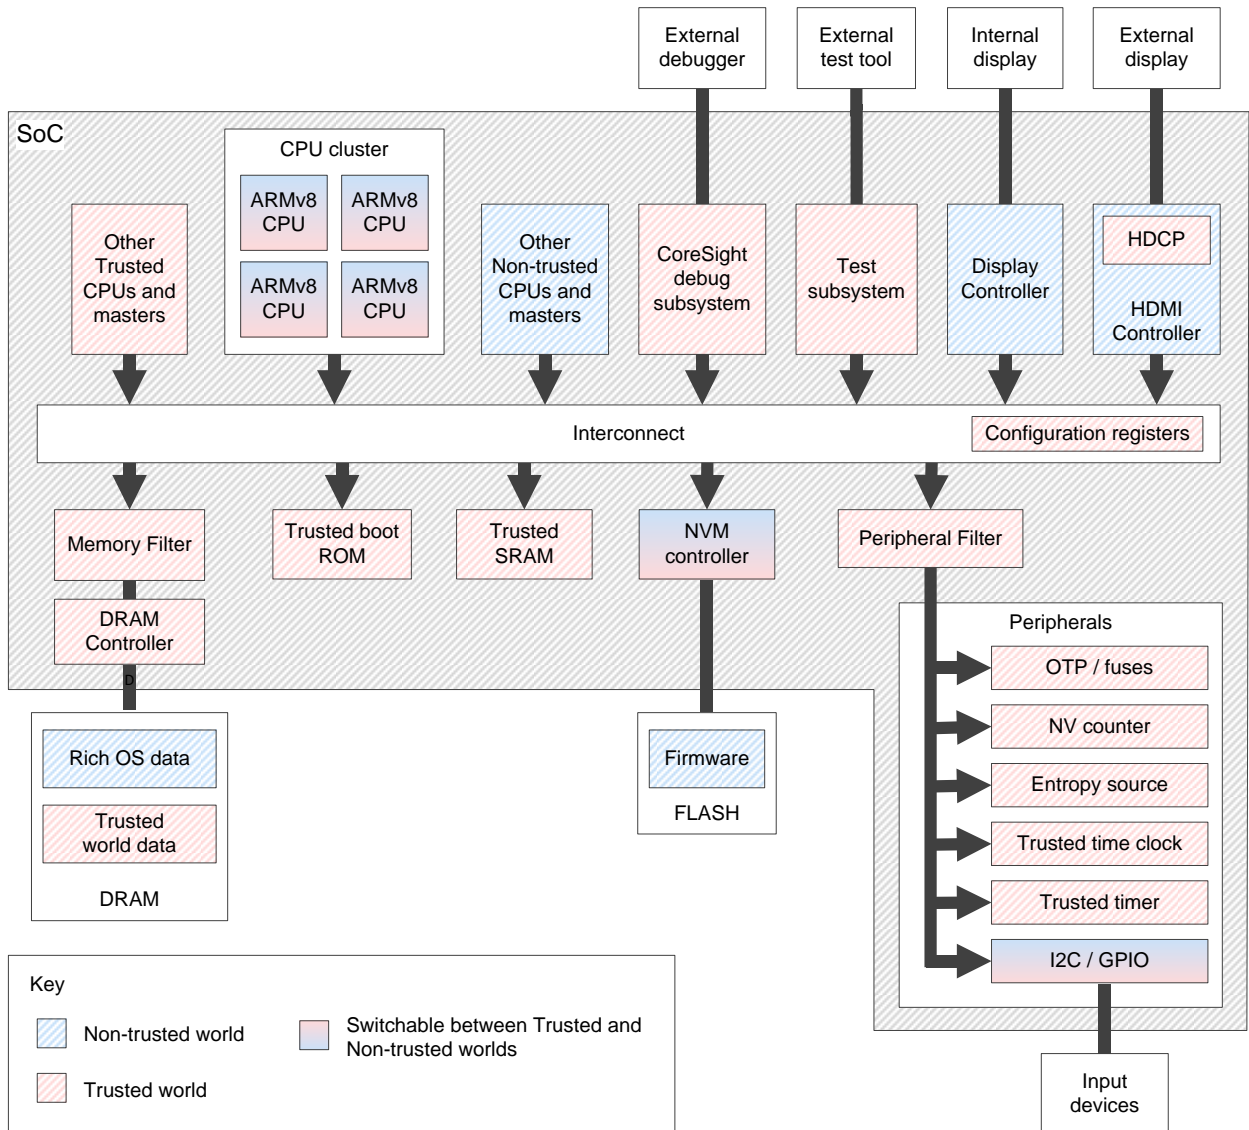 External
debugger
External
test tool
Internal
display
External
display
SoC
CPU cluster
ARMv8
CPU
ARMv8
CPU
ARMv8
CPU
ARMv8
CPU
Other
Trusted
CPUs and
masters
Other
Non-trusted
CPUs and
masters
CoreSight
debug
subsystem
Test
subsystem
Display
Controller
HDCP
HDMI
Controller
Interconnect
Configuration registers
Memory Filter
Trusted boot
ROM
Trusted
SRAM
NVM
controller
Peripheral Filter
DRAM
Controller
D
Rich OS data
Trusted
world data
DRAM
Firmware
FLASH
Peripherals
OTP / fuses
NV counter
Entropy source
Trusted time clock
Trusted timer
I2C / GPIO
Input
devices
Key
Non-trusted world
Trusted world
Switchable between Trusted and
Non-trusted worlds